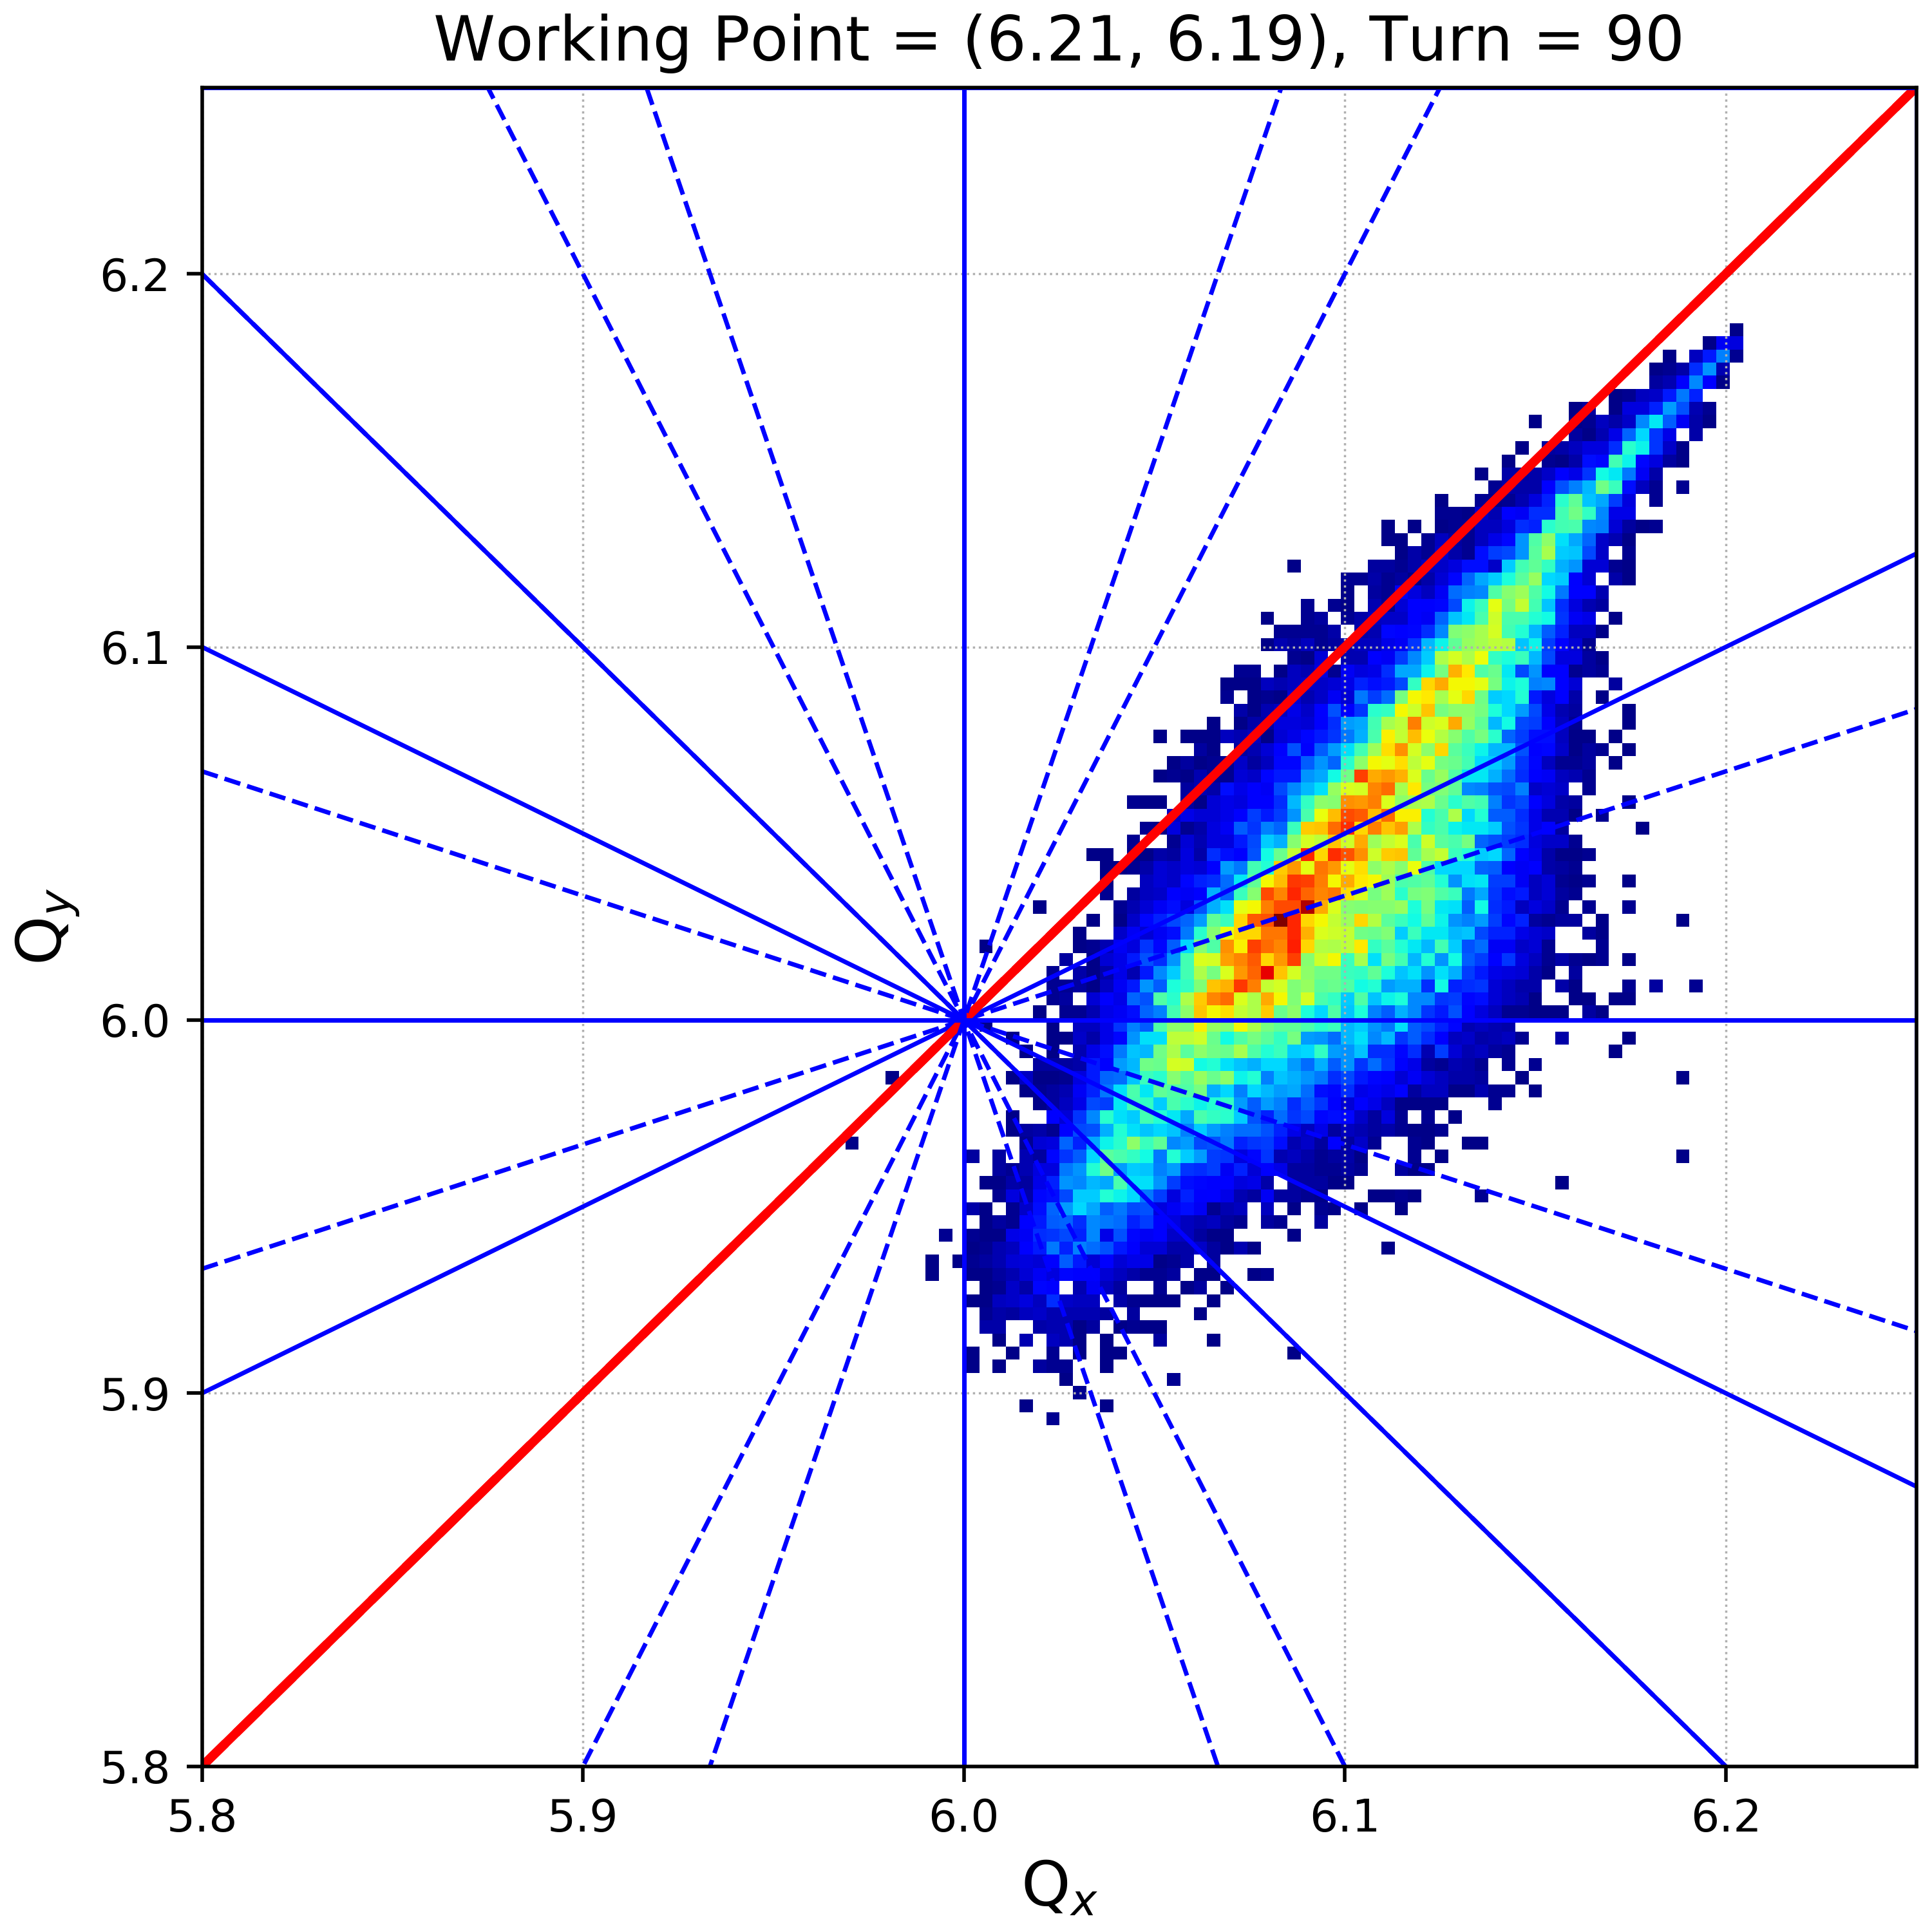 Working Point = (6.21, 6.19), Turn = 90
6.2
6.1
6.0
5.9
5.8
Qy
5.8 5.9 6.0 6.1 6.2
Qx